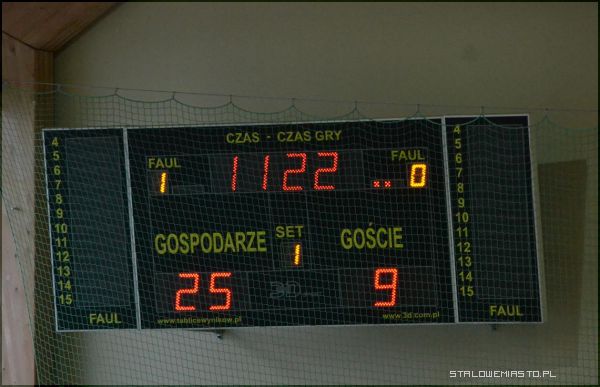 CZAS - CZAS GRY
FAUL FAUL
1 1122 .. 0
4 4
5 5
6 6
7 7
8 8
9 9
10 10
11 11
12 12
13 13
14 14
15 15
GOSPODARZE SET GOŚCIE
1
25 9
FAUL FAUL
www.tablicewynikow.pl www.3d.com.pl
STALOWEMIASTO.PL